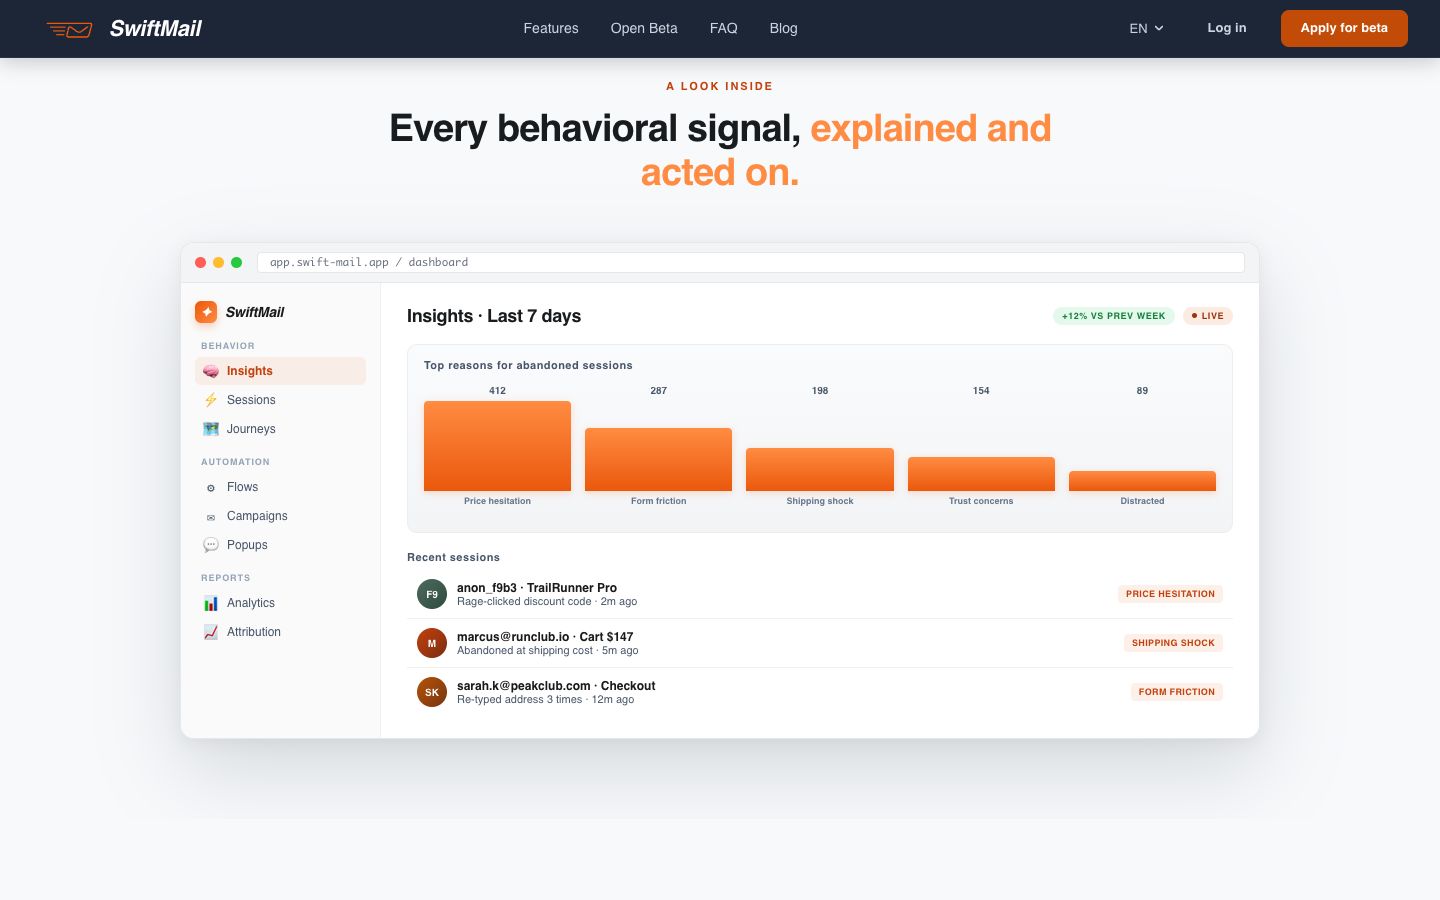 SwiftMail
Features
Open Beta
FAQ
Blog
EN
Log in
Apply for beta
A LOOK INSIDE
Every behavioral signal, explained and
acted on.
app.swift-mail.app / dashboard
SwiftMail
BEHAVIOR
Insights
Sessions
Journeys
AUTOMATION
Flows
Campaigns
Popups
REPORTS
Analytics
Attribution
Insights · Last 7 days
+12% VS PREV WEEK
LIVE
Top reasons for abandoned sessions
412
287
198
154
89
Price hesitation
Form friction
Shipping shock
Trust concerns
Distracted
Recent sessions
F9
anon_f9b3 · TrailRunner Pro
Rage-clicked discount code · 2m ago
PRICE HESITATION
M
marcus@runclub.io · Cart $147
Abandoned at shipping cost · 5m ago
SHIPPING SHOCK
SK
sarah.k@peakclub.com · Checkout
Re-typed address 3 times · 12m ago
FORM FRICTION